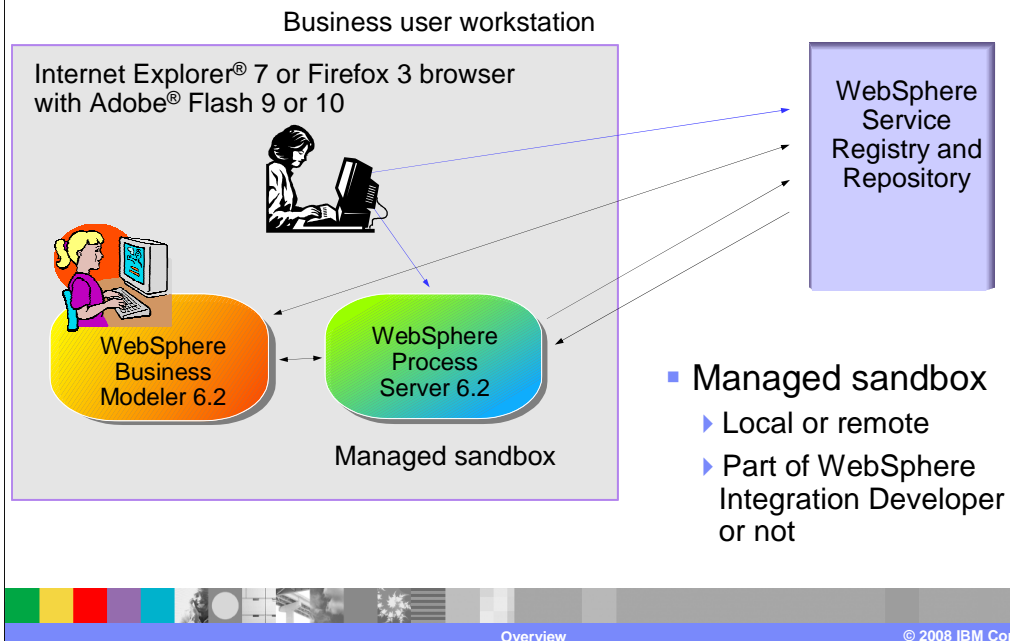 Business user workstation
Internet Explorer® 7 or Firefox 3 browser
with Adobe® Flash 9 or 10
WebSphere
Service
Registry and
Repository
WebSphere
Business
Modeler 6.2
WebSphere
Process
Server 6.2
Managed sandbox
Managed sandbox
Local or remote
Part of WebSphere
Integration Developer
or not
Overview
© 2008 IBM Cor